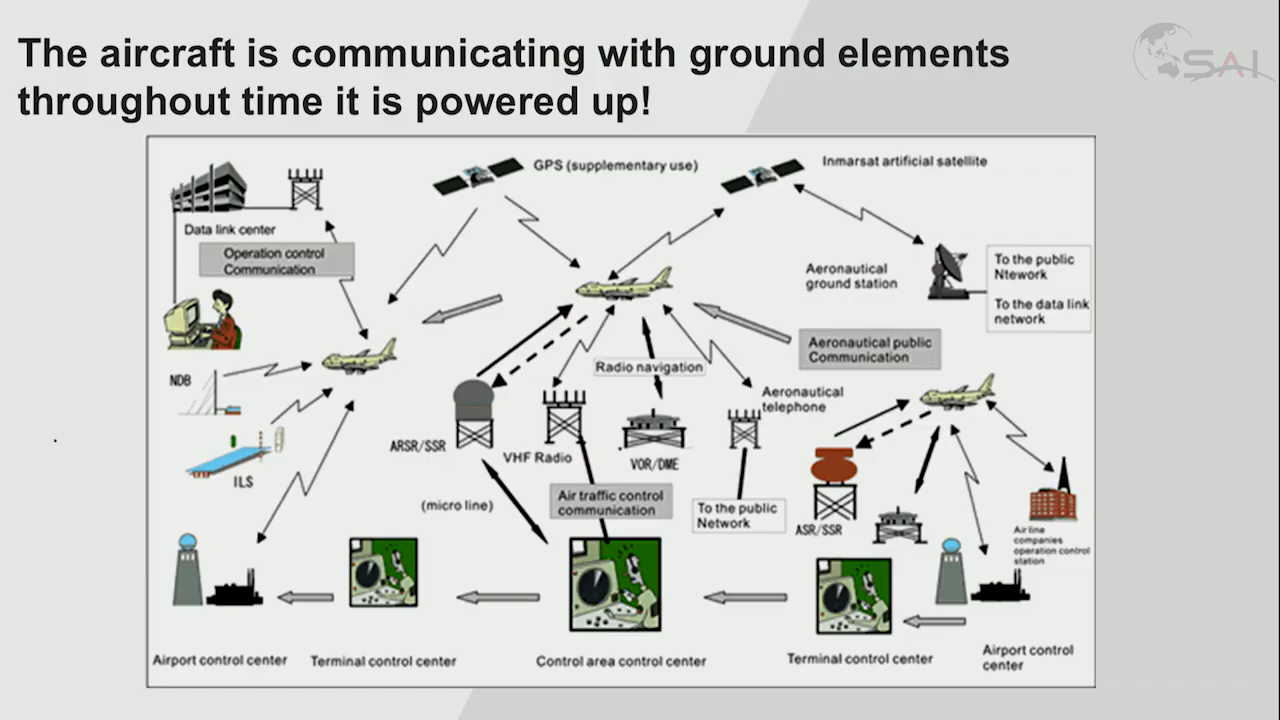 The aircraft is communicating with ground elements
throughout time it is powered up!
SAI
GPS (supplementary use)
Inmarsat artificial satellite
Data link center
Operation control
Communication
Aeronautical
ground station
To the public
Ntework
To the data link
network
Aeronautical public
Communication
Radio navigation
NDB
Aeronautical
telephone
ARSR/SSR
VHF Radio
VOR/DME
ILS
(micro line)
Air traffic control
communication
To the public
Network
ASR/SSR
Air line
companies
operation control
station
Airport control center
Terminal control center
Control area control center
Terminal control center
Airport control
center